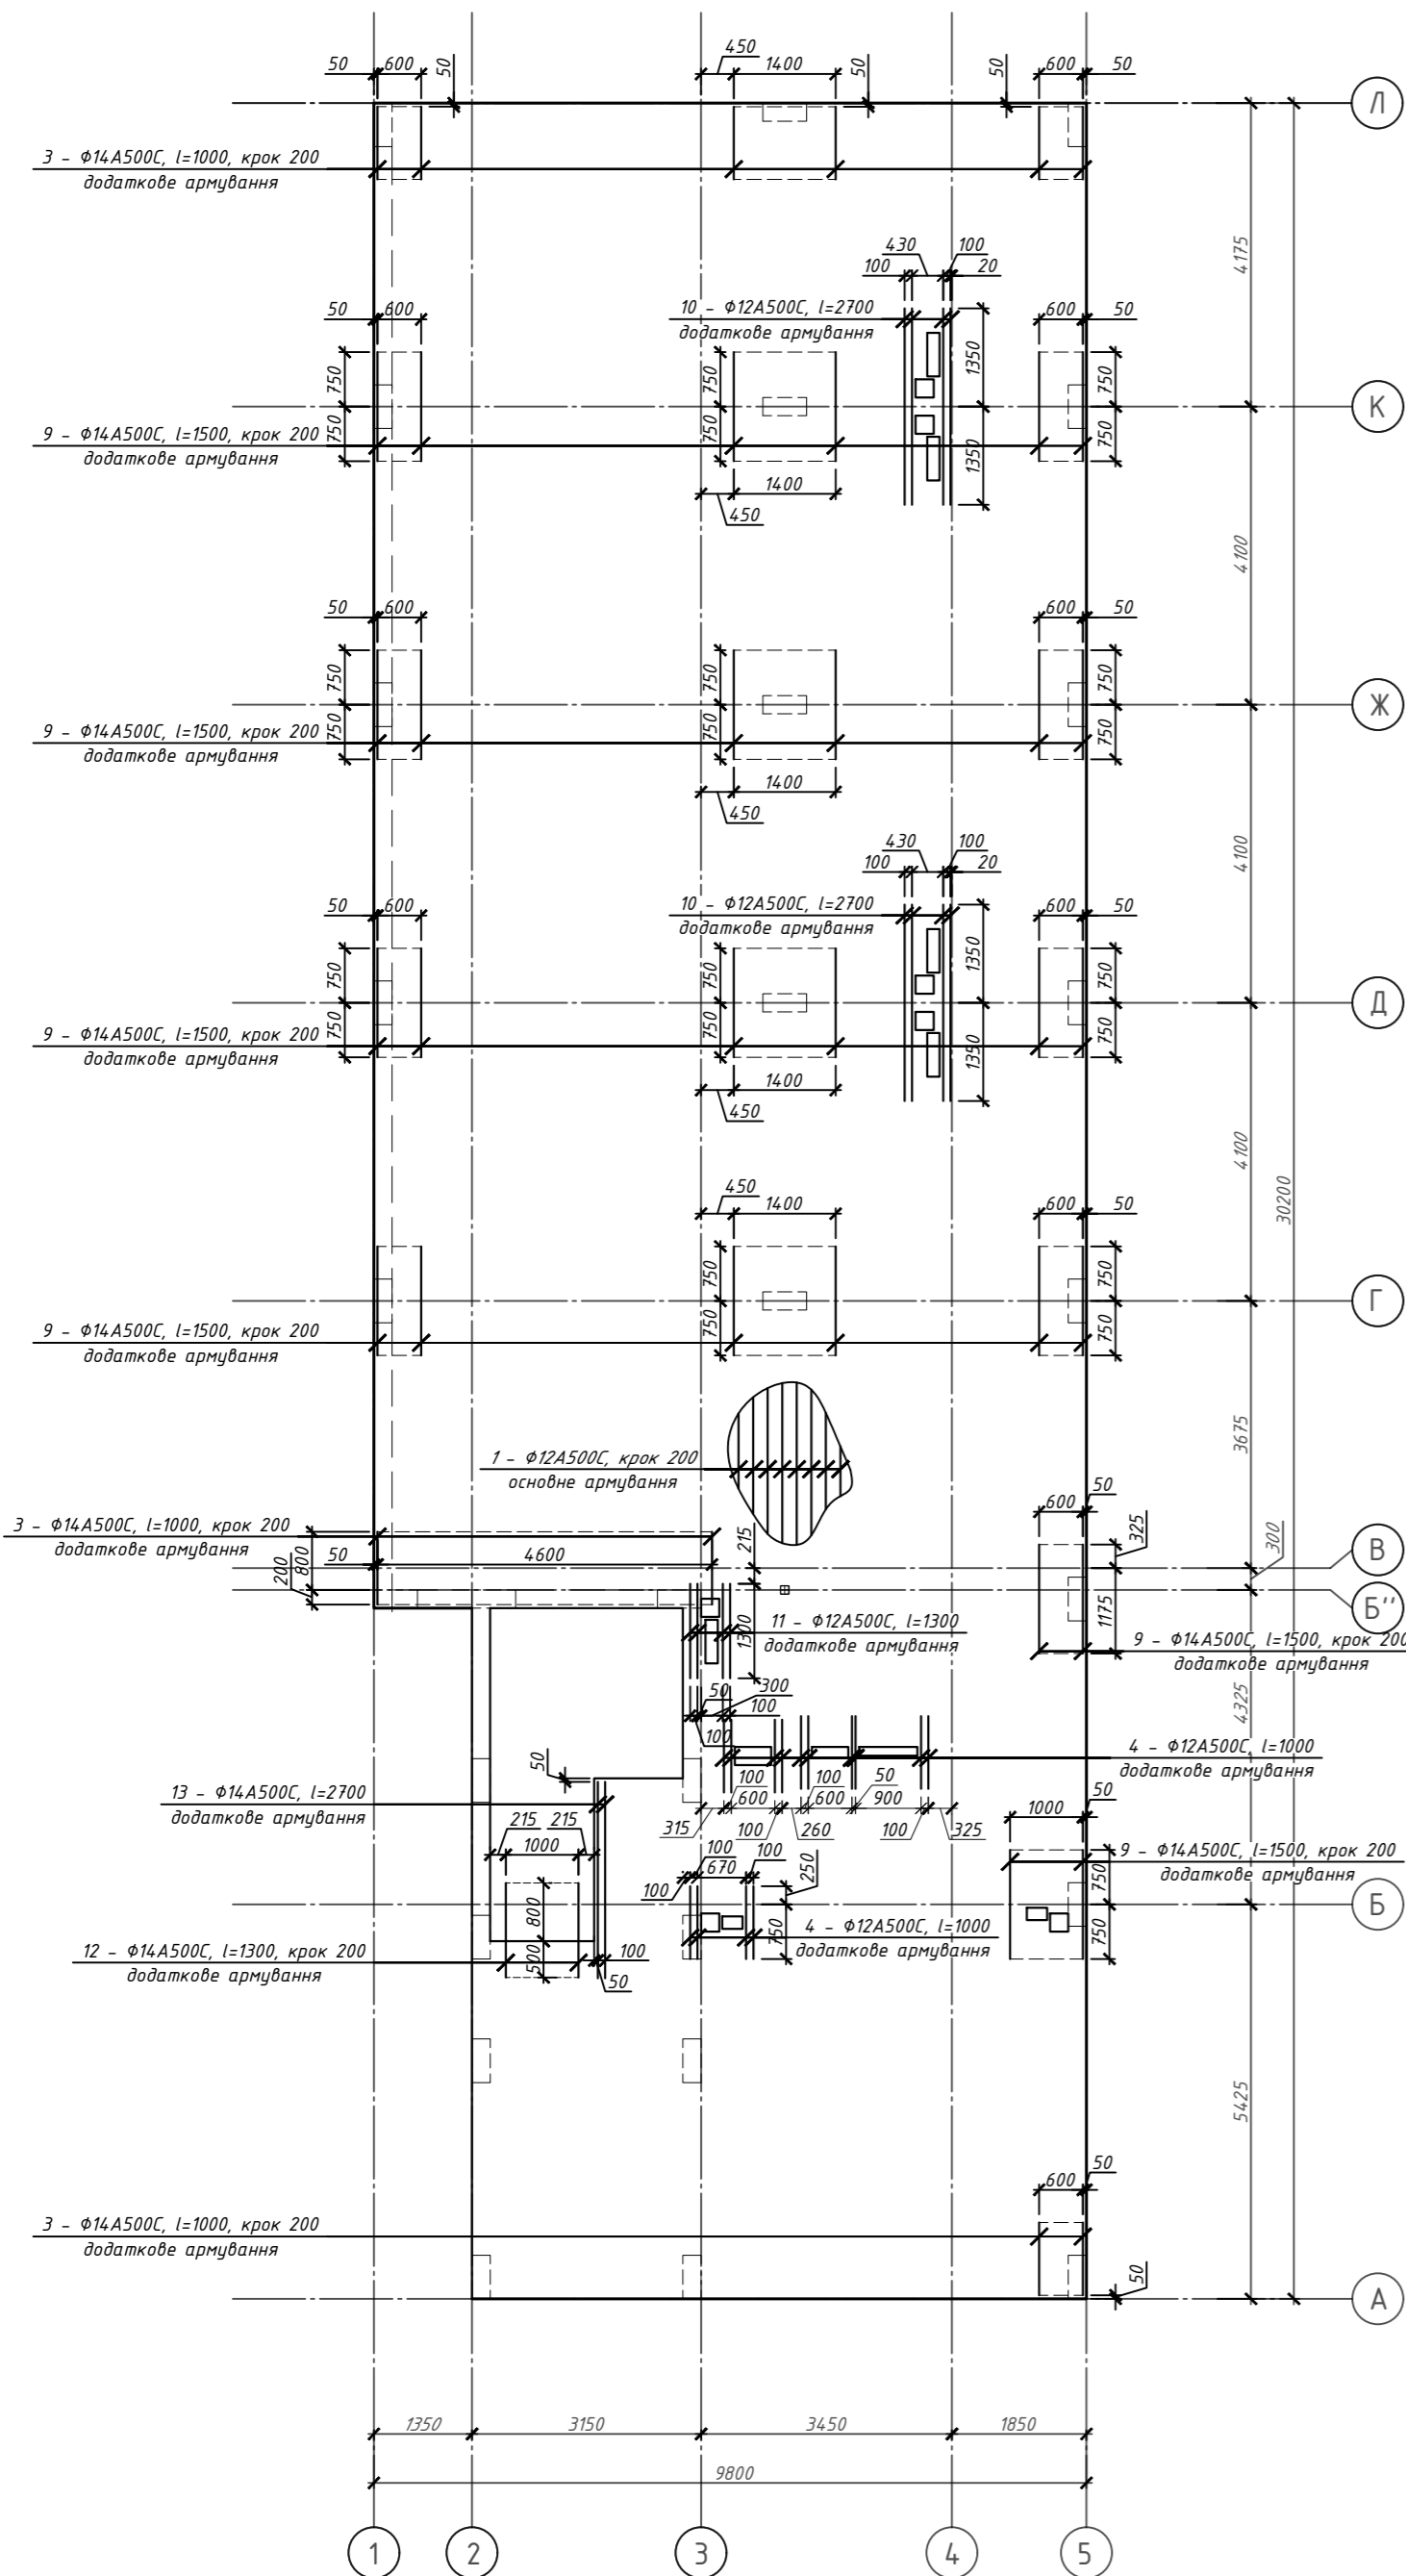 50 600 50 450 1400 50 50 600 50
Л
3 - Ф14А500С, l=1000, крок 200
додаткове армування
4175
430 100
100 20
50 600 10 - Ф12А500С, l=2700 600 50
додаткове армування
750 750 1350 750
К
9 - Ф14А500С, l=1500, крок 200
додаткове армування
750 750 1350 750
1400
450
4100
50 600 600 50
750 750 750
Ж
9 - Ф14А500С, l=1500, крок 200
додаткове армування
750 750 750
1400
450
430 100
100 20
4100
50 600 10 - Ф12А500С, l=2700 600 50
додаткове армування
750 750 1350 750
Д
9 - Ф14А500С, l=1500, крок 200
додаткове армування
750 750 1350 750
1400
450
4100
30200
450 1400 600 50
750 750
Г
9 - Ф14А500С, l=1500, крок 200
додаткове армування
750 750
3675
1 - Ф12А500С, крок 200
основне армування
50
600
3 - Ф14А500С, l=1000, крок 200
додаткове армування
215 325 300
В
50 4600
200 800
Б''
1300 1175
11 - Ф12А500С, l=1300
додаткове армування
9 - Ф14А500С, l=1500, крок 200
додаткове армування
50 300
100
100
4325
4 - Ф12А500С, l=1000
додаткове армування
50
13 - Ф14А500С, l=2700
додаткове армування
100 600 100 600 50 900
315 100 260 100 325
50
1000
215 215
1000
100 670 100 250
100
9 - Ф14А500С, l=1500, крок 200
додаткове армування
750
Б
800
750 750
4 - Ф12А500С, l=1000
додаткове армування
12 - Ф14А500С, l=1300, крок 200
додаткове армування
500 100
50
5425
50
600
3 - Ф14А500С, l=1000, крок 200
додаткове армування
50
А
1350 3150 3450 1850
9800
1 2 3 4 5